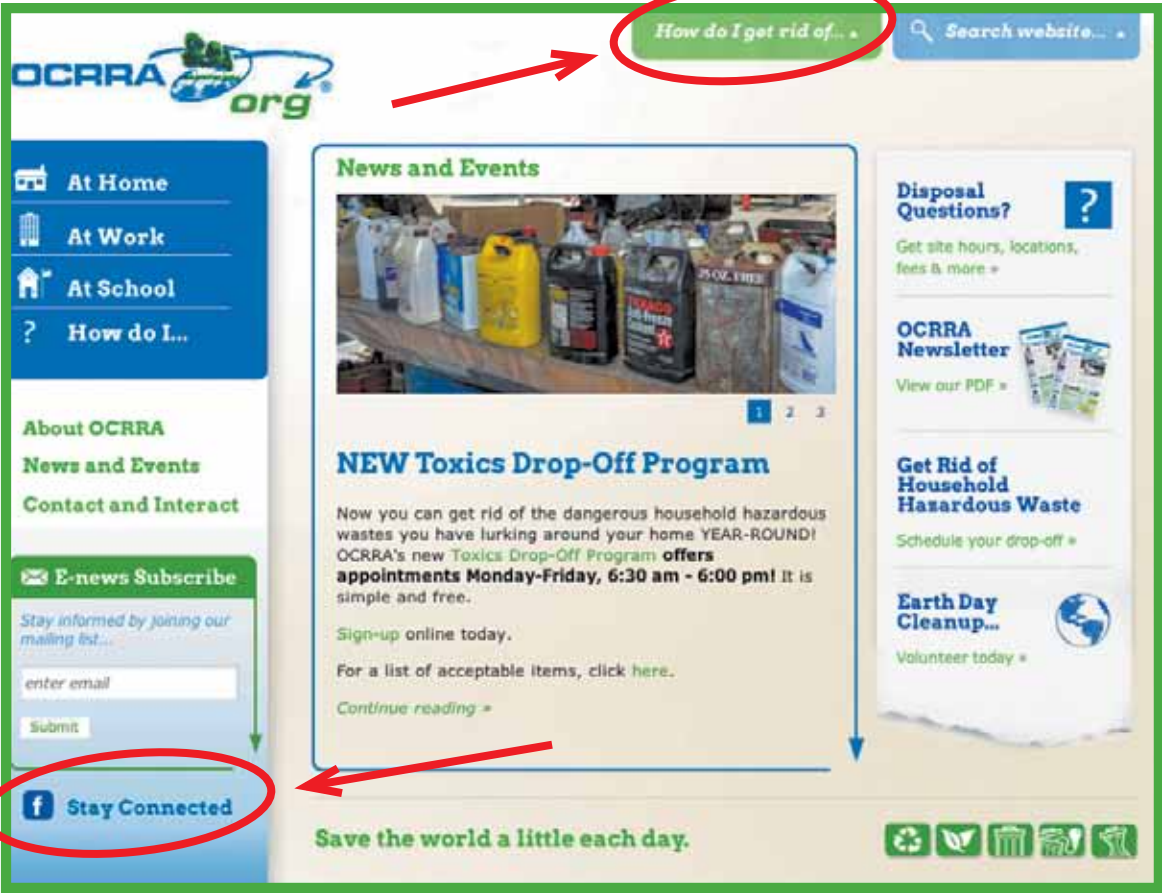 How do I get rid of...
Search website...
OCRRA
org®
At Home
At Work
At School
? How do I...
About OCRRA
News and Events
Contact and Interact
E-news Subscribe
Stay informed by joining our
mailing list...
enter email
Submit
f Stay Connected
News and Events
25 OZ. FREE
TEXACO
Anti-Freeze
Coolant
1 2 3
NEW Toxics Drop-Off Program
Now you can get rid of the dangerous household hazardous
wastes you have lurking around your home YEAR-ROUND!
OCRRA's new Toxics Drop-Off Program offers
appointments Monday-Friday, 6:30 am - 6:00 pm! It is
simple and free.
Sign-up online today.
For a list of acceptable items, click here.
Continue reading »
Disposal
Questions?
?
Get site hours, locations,
fees & more »
OCRRA
Newsletter
View our PDF »
Get Rid of
Household
Hazardous Waste
Schedule your drop-off »
Earth Day
Cleanup...
Volunteer today »
Save the world a little each day.